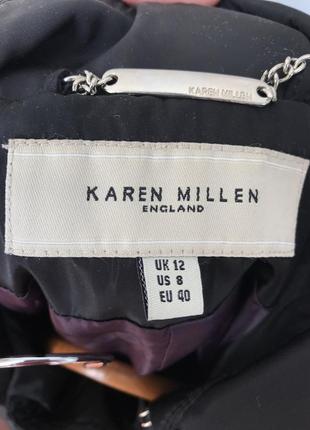 KAREN MILLEN
KAREN MILLEN
ENGLAND
UK 12
US 8
EU 40